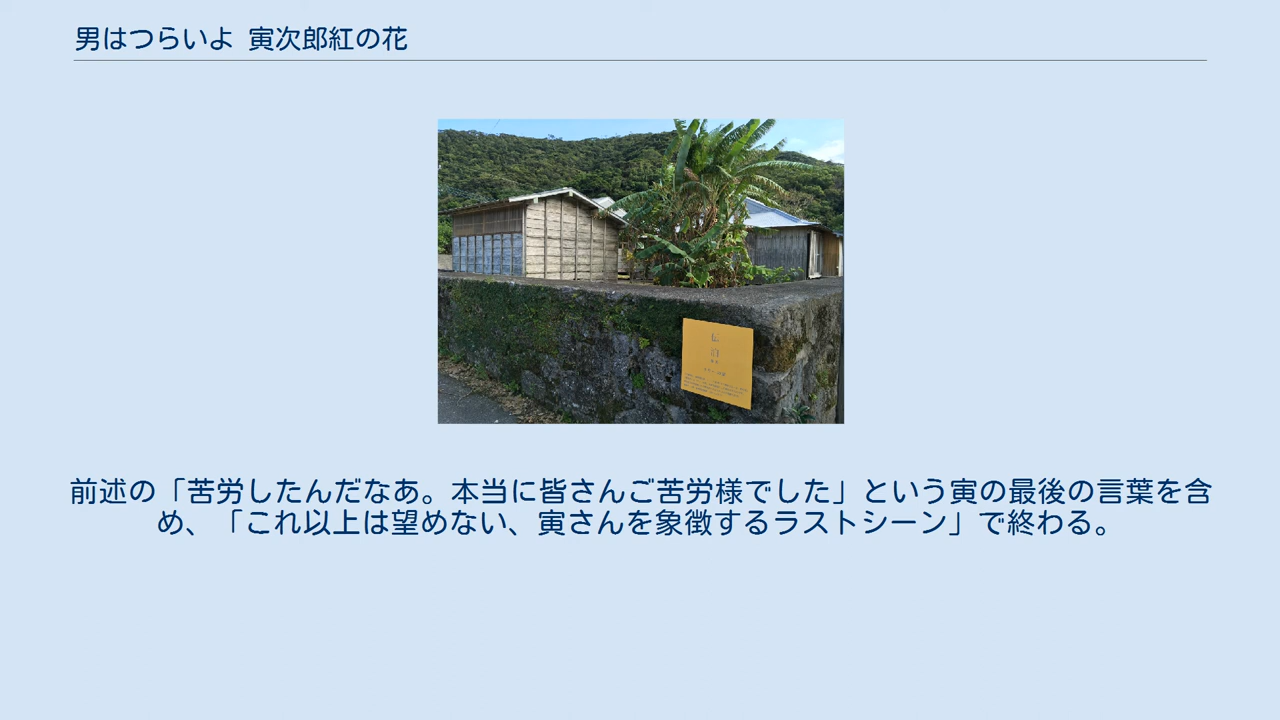 男はつらいよ 寅次郎紅の花
前述の「苦労したんだなあ。本当に皆さんご苦労様でした」という寅の最後の言葉を含
め、「これ以上は望めない、寅さんを象徴するラストシーン」で終わる。